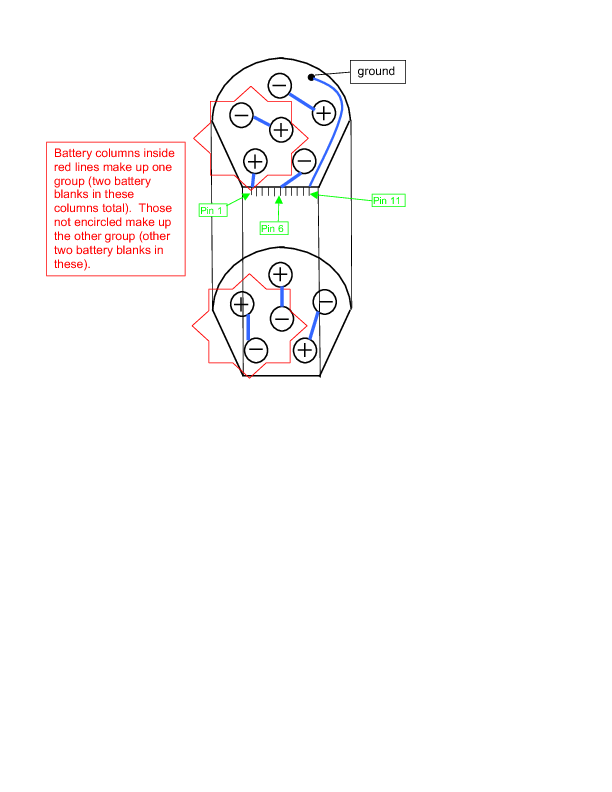 ground
−
−
+
+
+
−
Battery columns inside
red lines make up one
group (two battery
blanks in these
columns total).  Those
not encircled make up
the other group (other
two battery blanks in
these).
Pin 1
Pin 11
Pin 6
+
+
−
−
−
+